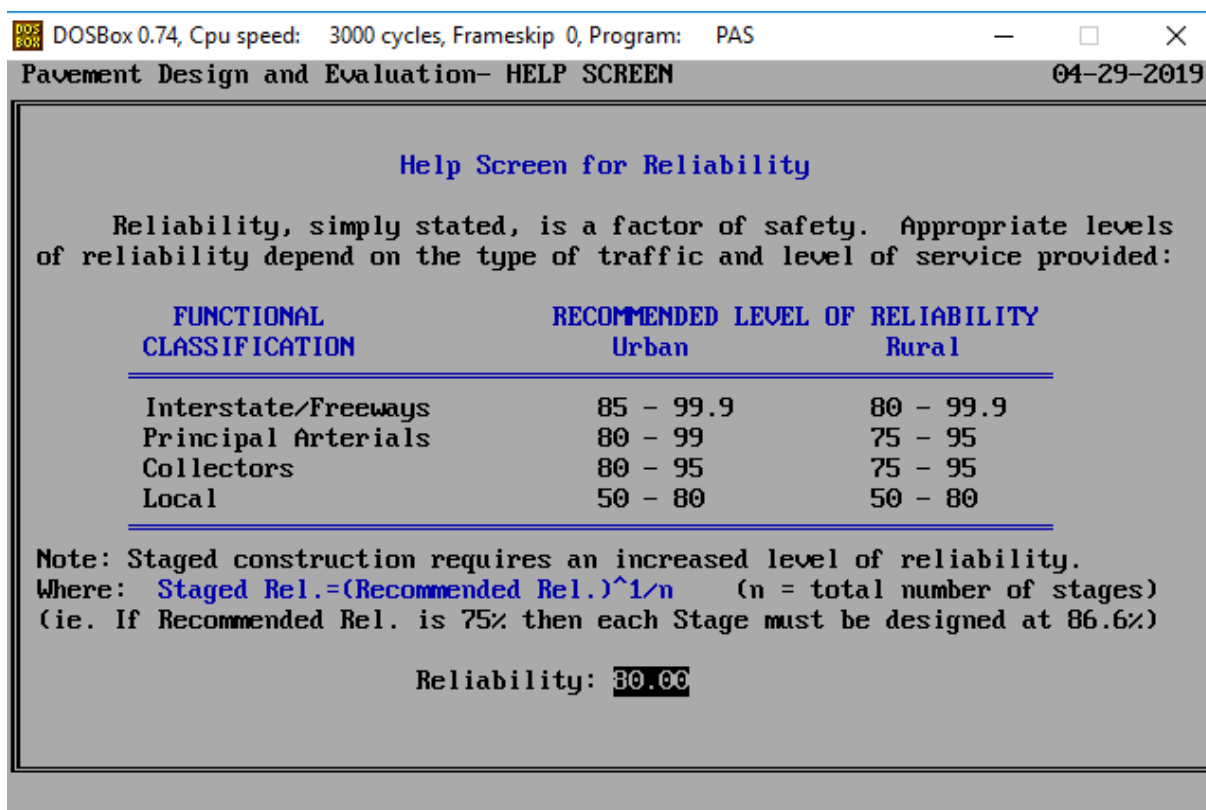 DOSBox 0.74, Cpu speed: 3000 cycles, Frameskip 0, Program: PAS
Pavement Design and Evaluation- HELP SCREEN 04-29-2019
Help Screen for Reliability
Reliability, simply stated, is a factor of safety. Appropriate levels
of reliability depend on the type of traffic and level of service provided:
FUNCTIONAL RECOMMENDED LEVEL OF RELIABILITY
CLASSIFICATION Urban Rural
Interstate/Freeways 85 - 99.9 80 - 99.9
Principal Arterials 80 - 99 75 - 95
Collectors 80 - 95 75 - 95
Local 50 - 80 50 - 80
Note: Staged construction requires an increased level of reliability.
Where: Staged Rel.=(Recommended Rel.)^1/n (n = total number of stages)
(ie. If Recommended Rel. is 75% then each Stage must be designed at 86.6%)
Reliability: 80.00